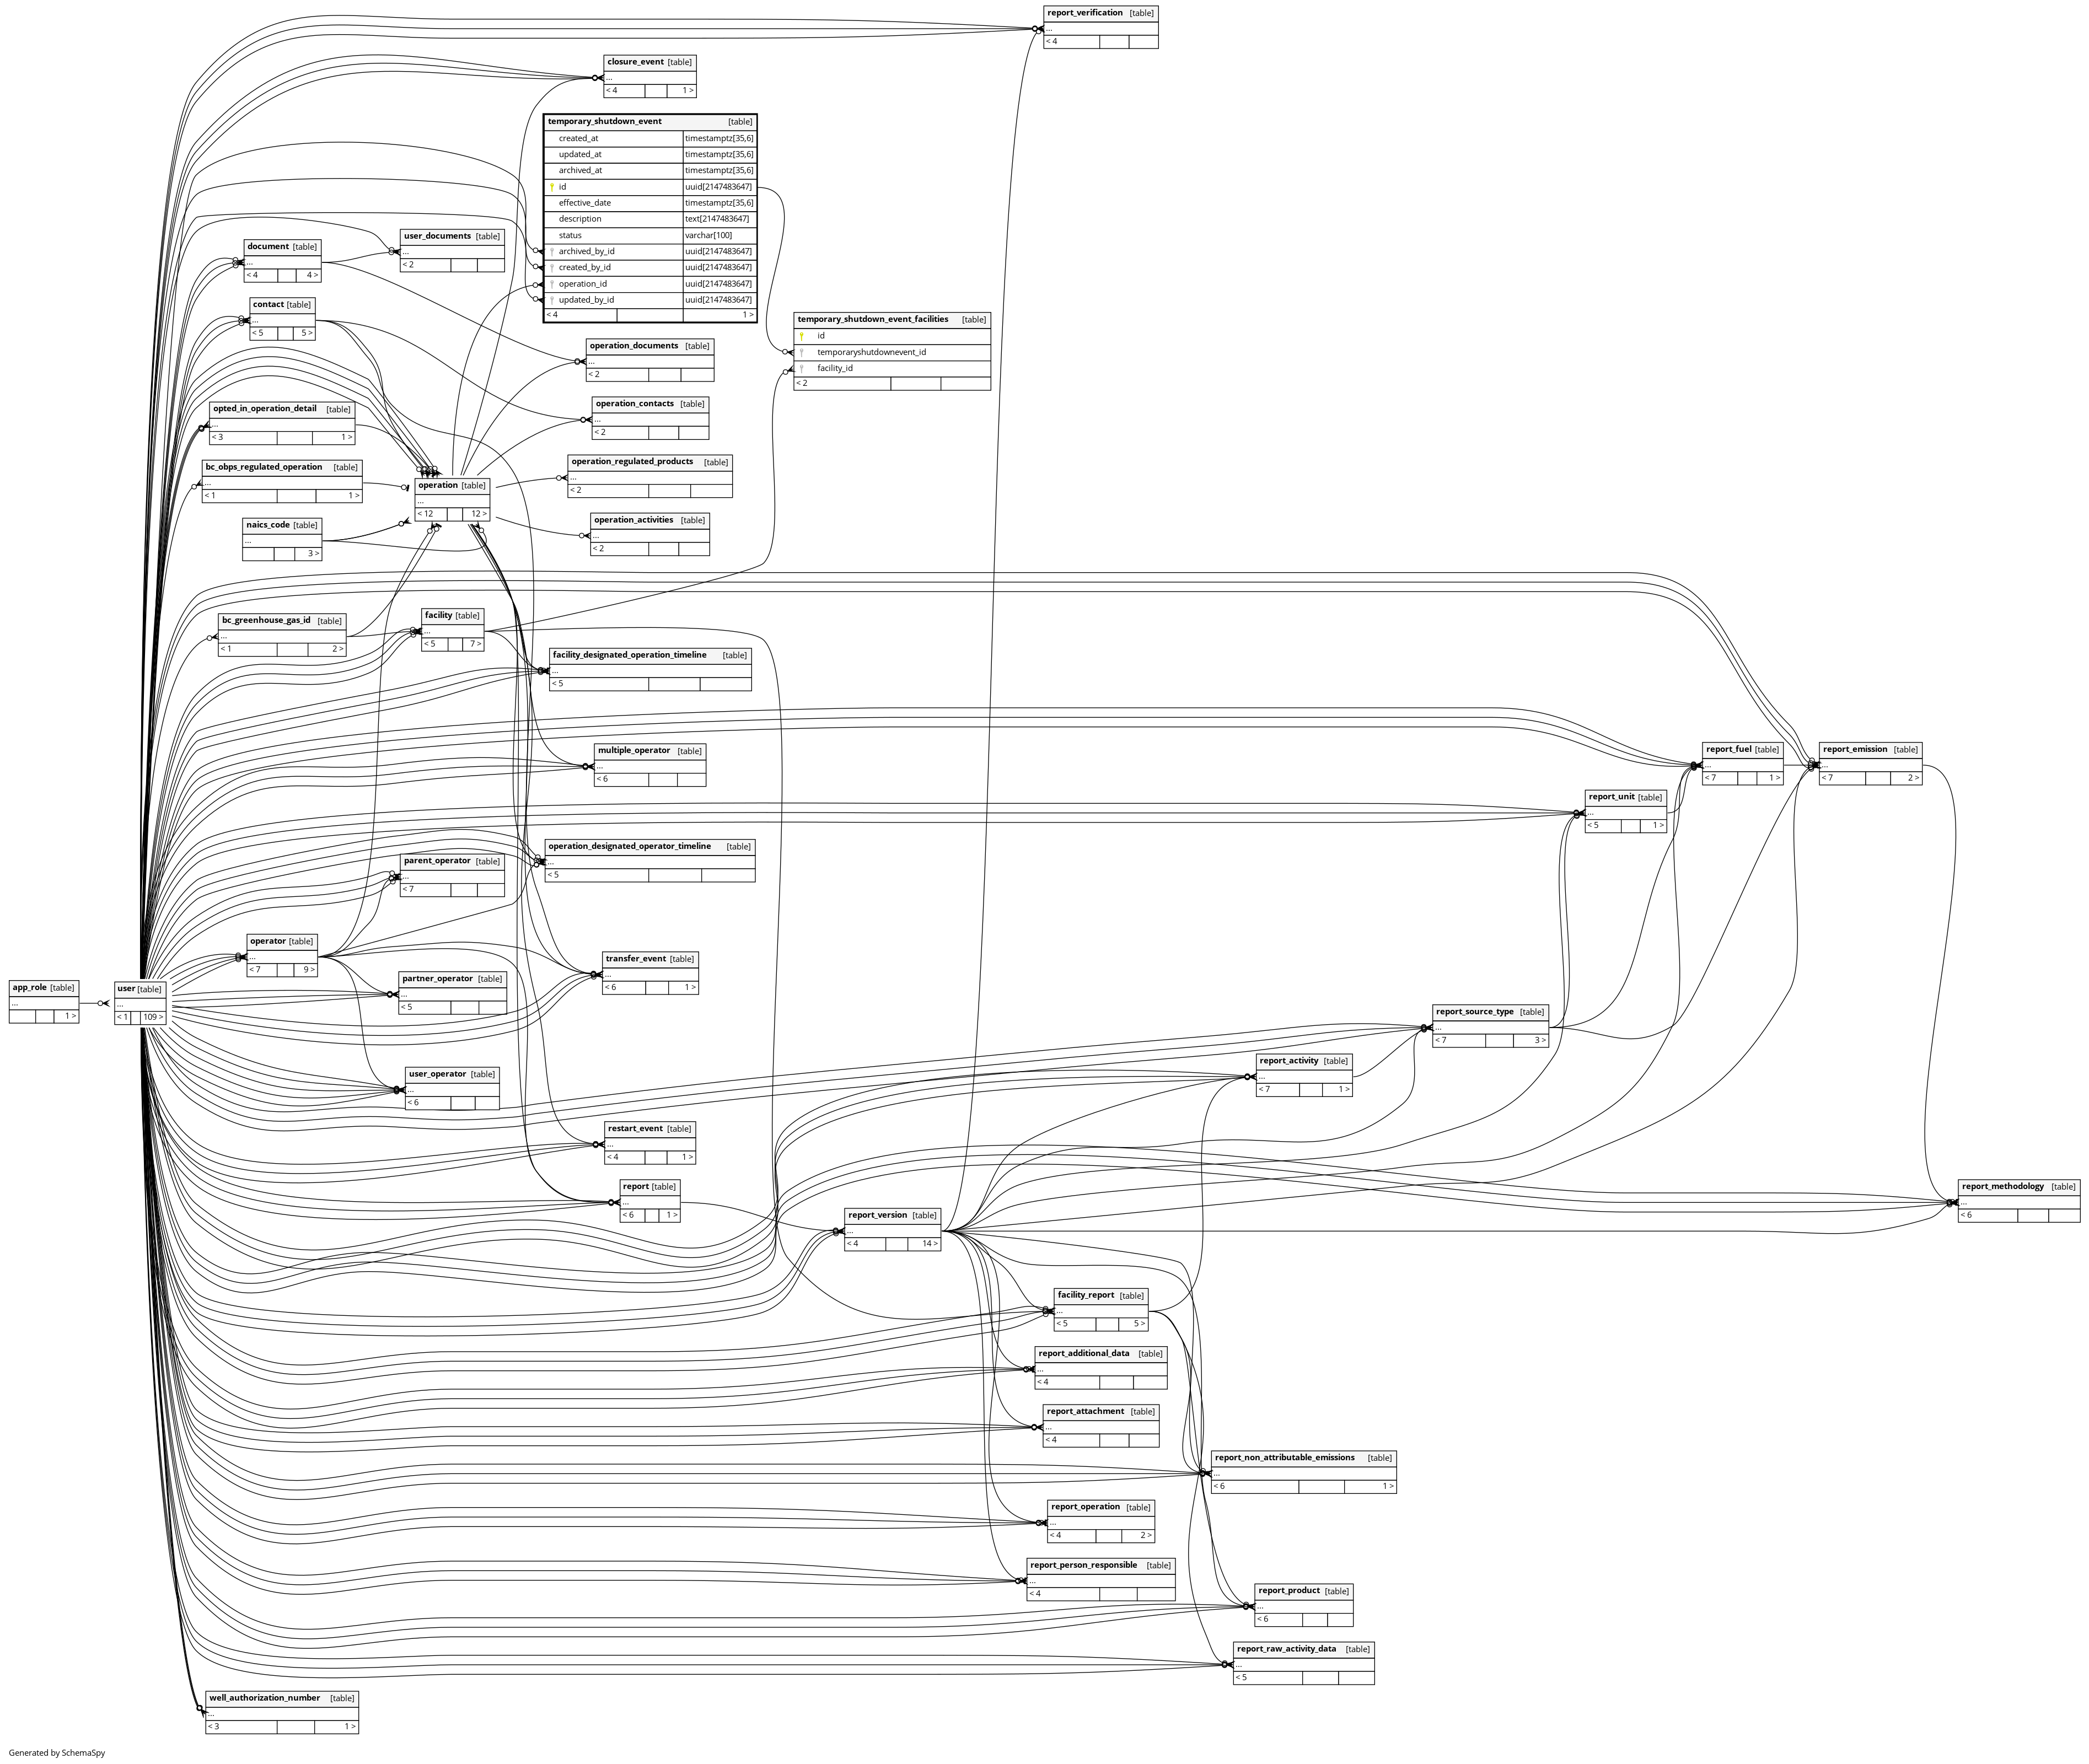 report_verification [table]
...
< 4
closure_event [table]
...
< 4 1 >
temporary_shutdown_event [table]
created_at timestamptz[35,6]
updated_at timestamptz[35,6]
archived_at timestamptz[35,6]
id uuid[2147483647]
effective_date timestamptz[35,6]
description text[2147483647]
status varchar[100]
archived_by_id uuid[2147483647]
created_by_id uuid[2147483647]
operation_id uuid[2147483647]
updated_by_id uuid[2147483647]
< 4 1 >
user_documents [table]
...
< 2
document [table]
...
< 4 4 >
contact [table]
...
< 5 5 >
temporary_shutdown_event_facilities [table]
id
temporaryshutdownevent_id
facility_id
< 2
operation_documents [table]
...
< 2
operation_contacts [table]
...
< 2
opted_in_operation_detail [table]
...
< 3 1 >
operation_regulated_products [table]
...
< 2
bc_obps_regulated_operation [table]
...
< 1 1 >
operation [table]
...
< 12 12 >
operation_activities [table]
...
< 2
naics_code [table]
...
3 >
facility [table]
...
< 5 7 >
bc_greenhouse_gas_id [table]
...
< 1 2 >
facility_designated_operation_timeline [table]
...
< 5
multiple_operator [table]
...
< 6
report_fuel [table]
...
< 7 1 >
report_emission [table]
...
< 7 2 >
report_unit [table]
...
< 5 1 >
operation_designated_operator_timeline [table]
...
< 5
parent_operator [table]
...
< 7
operator [table]
...
< 7 9 >
transfer_event [table]
...
< 6 1 >
partner_operator [table]
...
< 5
app_role [table]
...
1 >
user [table]
...
< 1 109 >
report_source_type [table]
...
< 7 3 >
report_activity [table]
...
< 7 1 >
user_operator [table]
...
< 6
restart_event [table]
...
< 4 1 >
report [table]
...
< 6 1 >
report_methodology [table]
...
< 6
report_version [table]
...
< 4 14 >
facility_report [table]
...
< 5 5 >
report_additional_data [table]
...
< 4
report_attachment [table]
...
< 4
report_non_attributable_emissions [table]
...
< 6 1 >
report_operation [table]
...
< 4 2 >
report_person_responsible [table]
...
< 4
report_product [table]
...
< 6
report_raw_activity_data [table]
...
< 5
well_authorization_number [table]
...
< 3 1 >
Generated by SchemaSpy